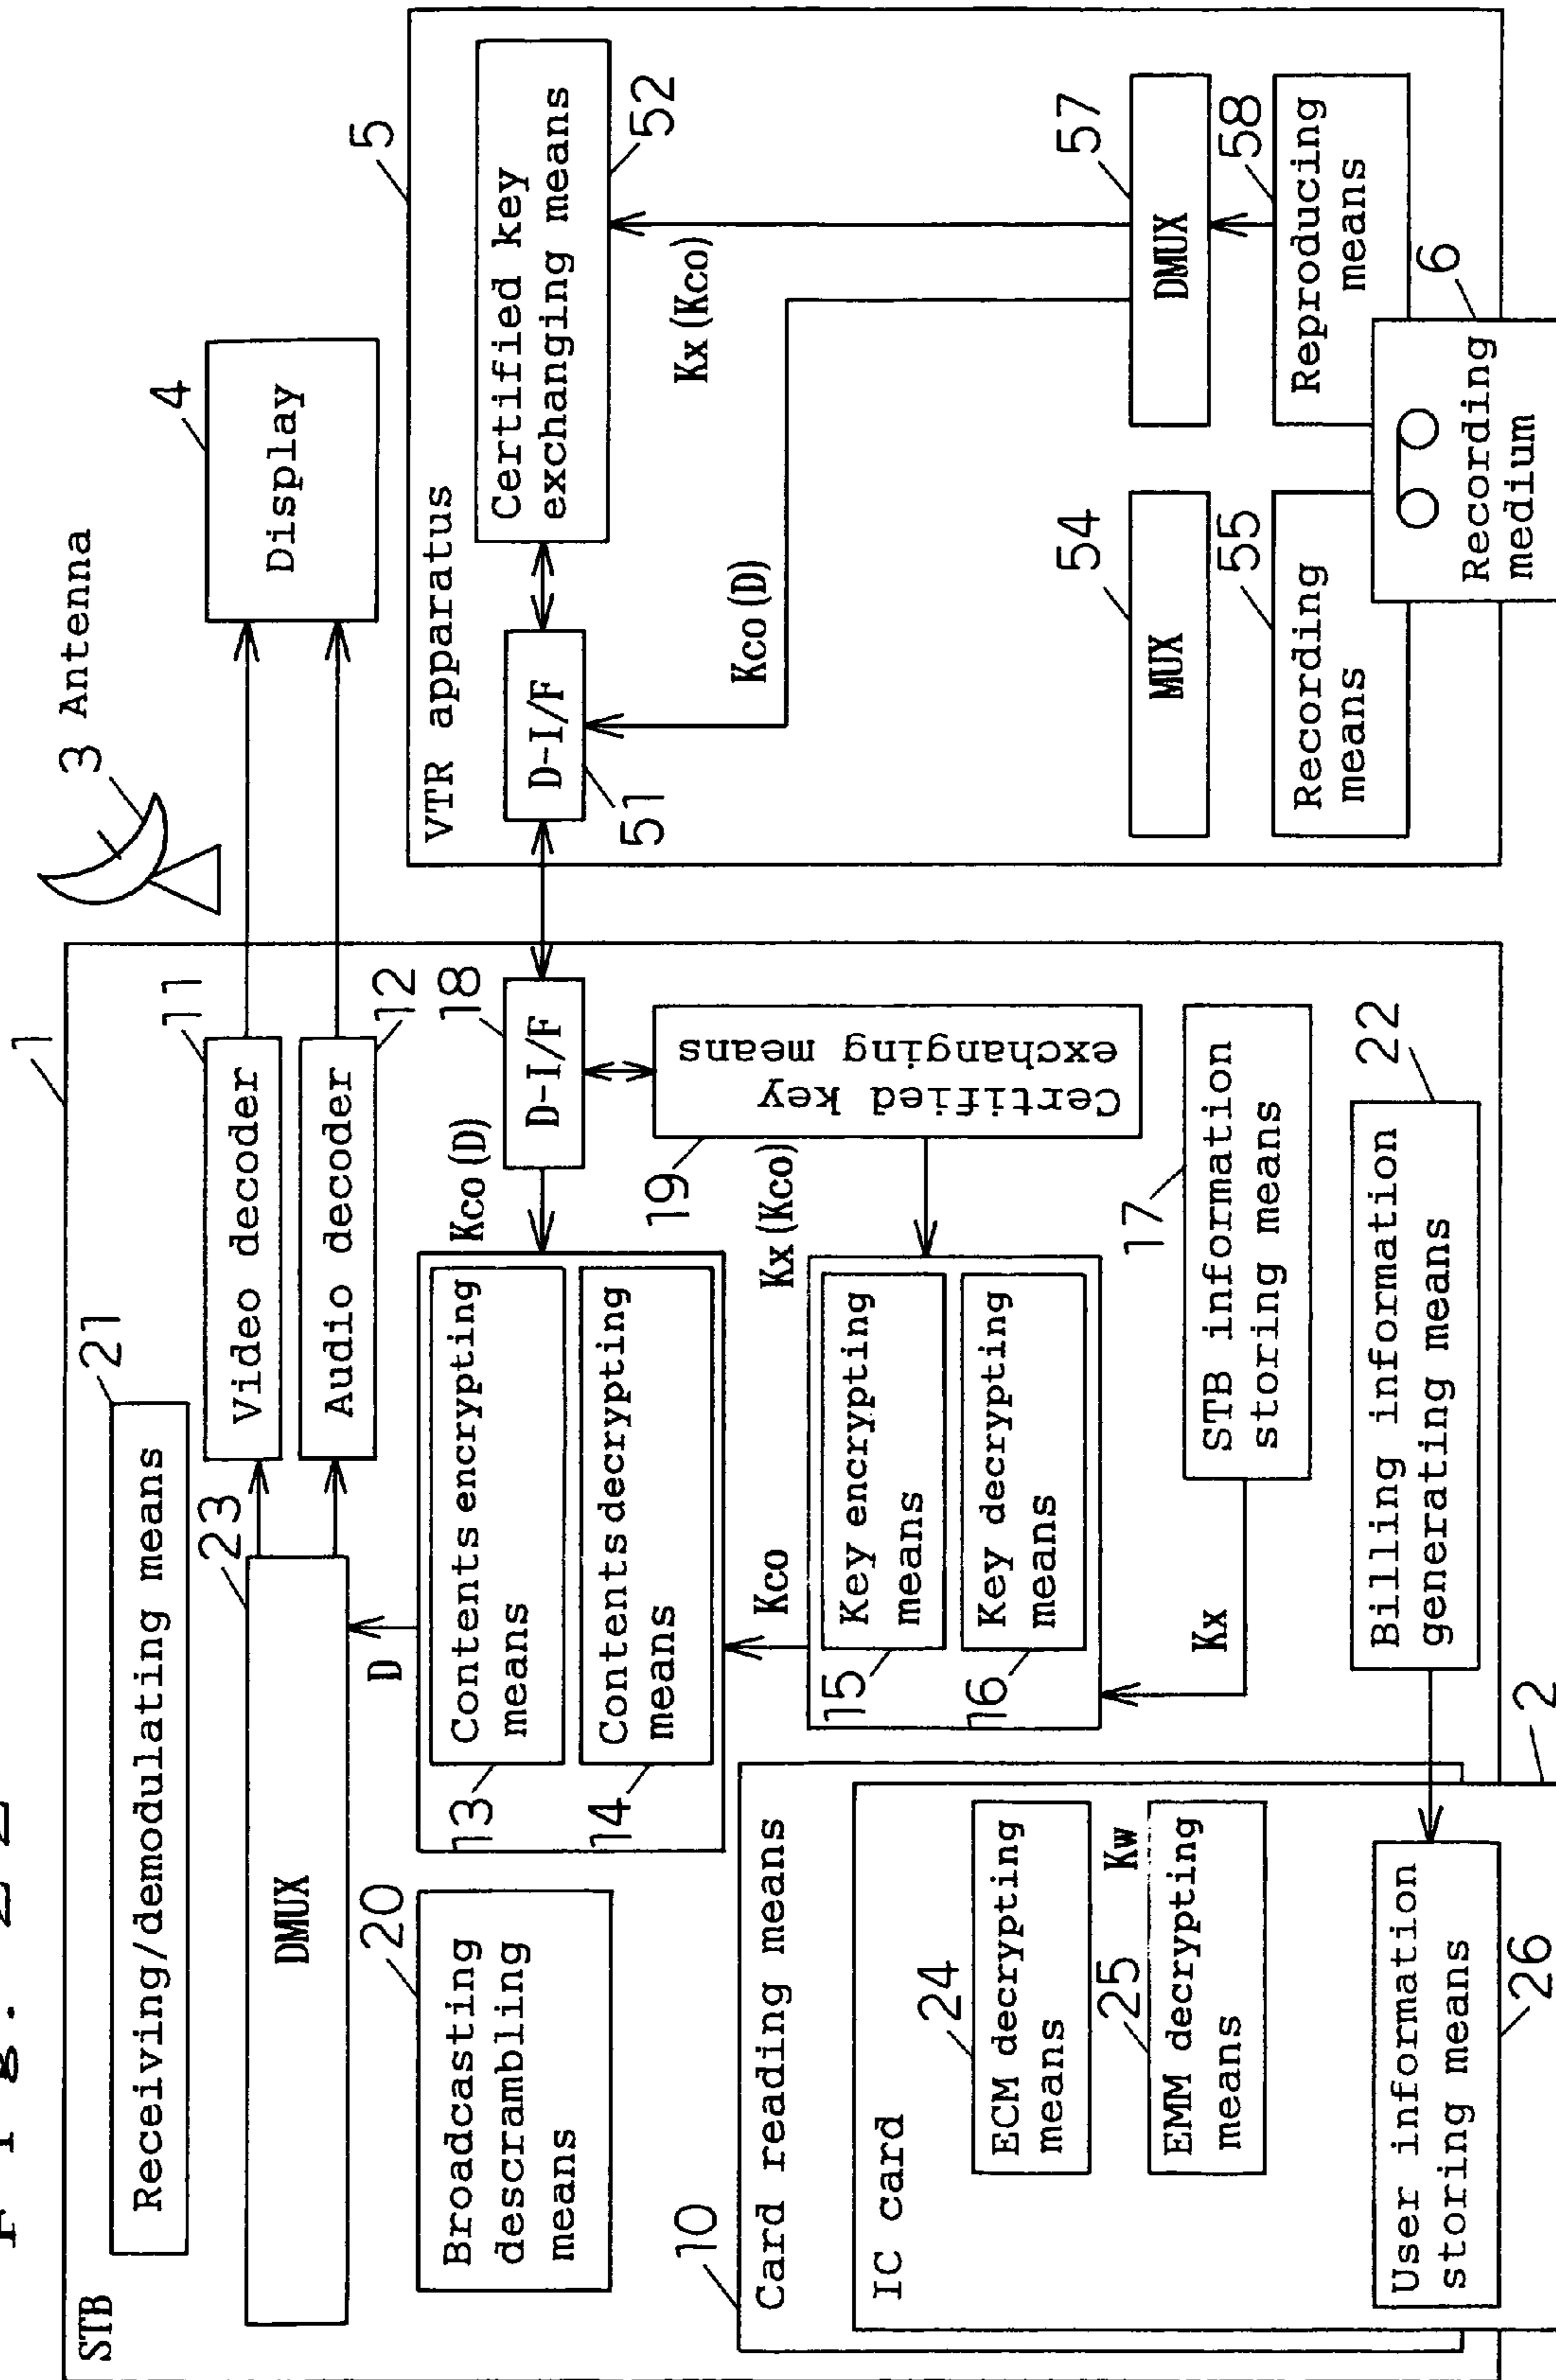 Fig. 22
1
3 Antenna
STB
Receiving/demodulating means
21
4
Display
DMUX
23
Video decoder
11
Audio decoder
12
5
VTR apparatus
D
Kco (D)
18
D-I/F
D-I/F
51
Certified key
exchanging means
52
20
Broadcasting
descrambling
means
13
Contents encrypting
means
14
Contents decrypting
means
Kco
Kx (Kco)
19
Certified key
exchanging means
Kco (D)
Kx (Kco)
10
Card reading means
IC card
24
ECM decrypting
means
Kw
25
EMM decrypting
means
15
Key encrypting
means
16
Key decrypting
means
Kx
17
STB information
storing means
54
MUX
57
DMUX
55
Recording
means
58
Reproducing
means
User information
storing means
26
Billing information
generating means
22
2
6
Recording
medium